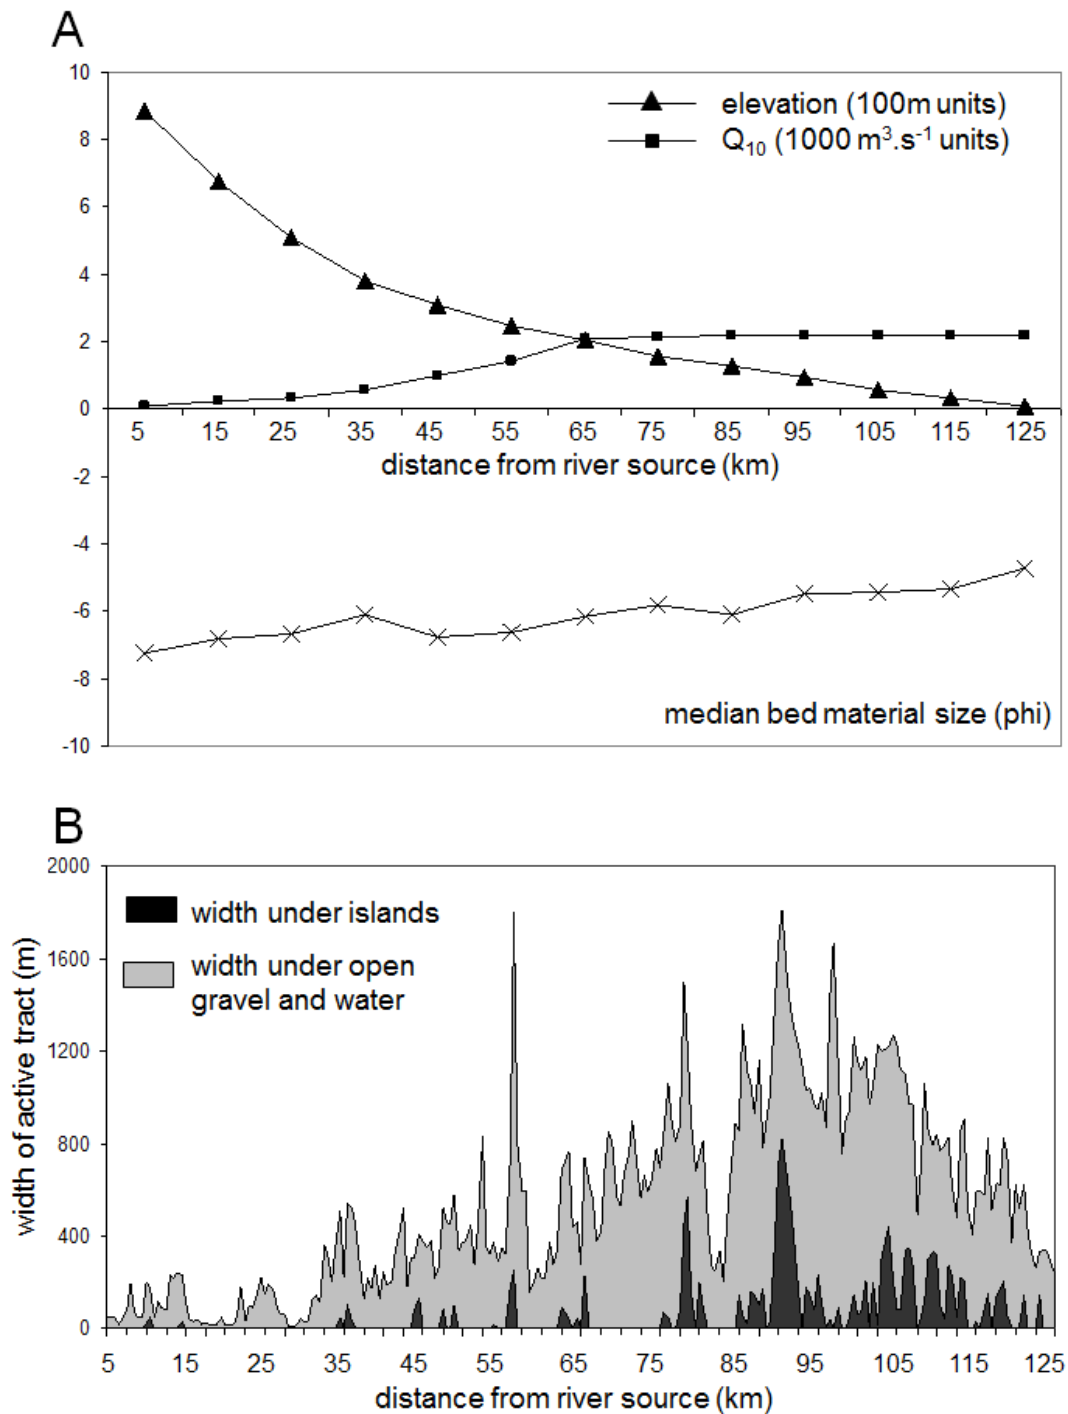 A
10
elevation (100m units)
8
Q₁₀ (1000 m³.s⁻¹ units)
6
4
2
0
5 15 25 35 45 55 65 75 85 95 105 115 125
distance from river source (km)
-2
-4
-6
-8
median bed material size (phi)
-10
B
2000
width under islands
1600
width under open
gravel and water
1200
800
400
0
width of active tract (m)
5 15 25 35 45 55 65 75 85 95 105 115 125
distance from river source (km)